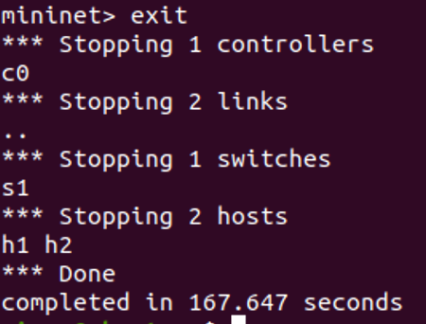 mininet> exit
*** Stopping 1 controllers
c0
*** Stopping 2 links
..
*** Stopping 1 switches
s1
*** Stopping 2 hosts
h1 h2
*** Done
completed in 167.647 seconds